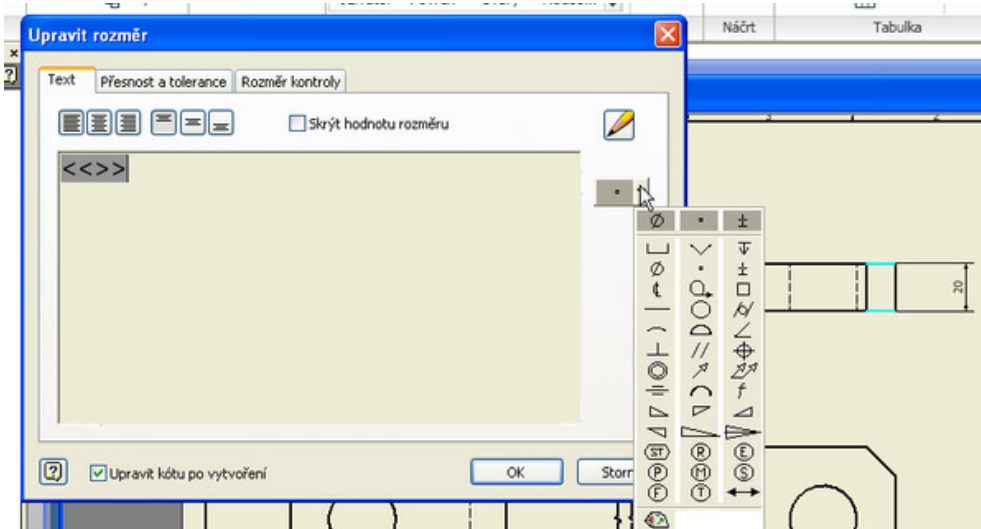 Náčrt
Tabulka
Upravit rozměr
Text
Přesnost a tolerance
Rozměr kontroly
Skrýt hodnotu rozměru
<<>>
20
Upravit kótu po vytvoření
OK